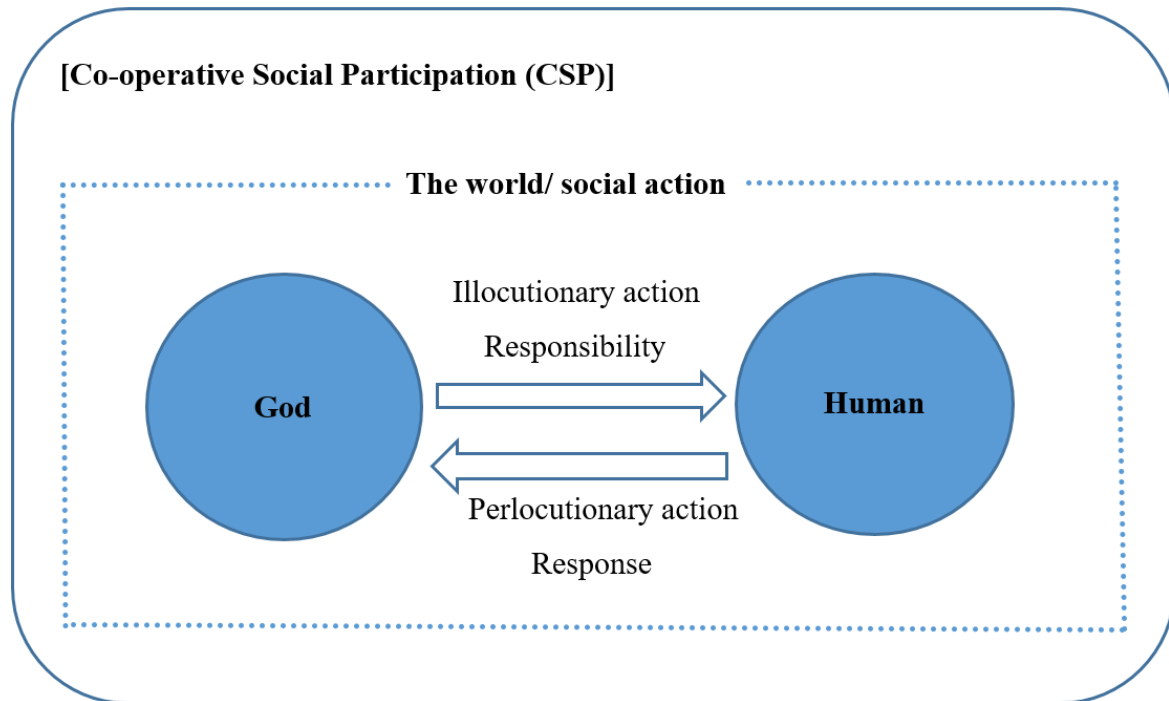 [Co-operative Social Participation (CSP)]
The world/ social action
Illocutionary action
Responsibility
God
Human
Perlocutionary action
Response